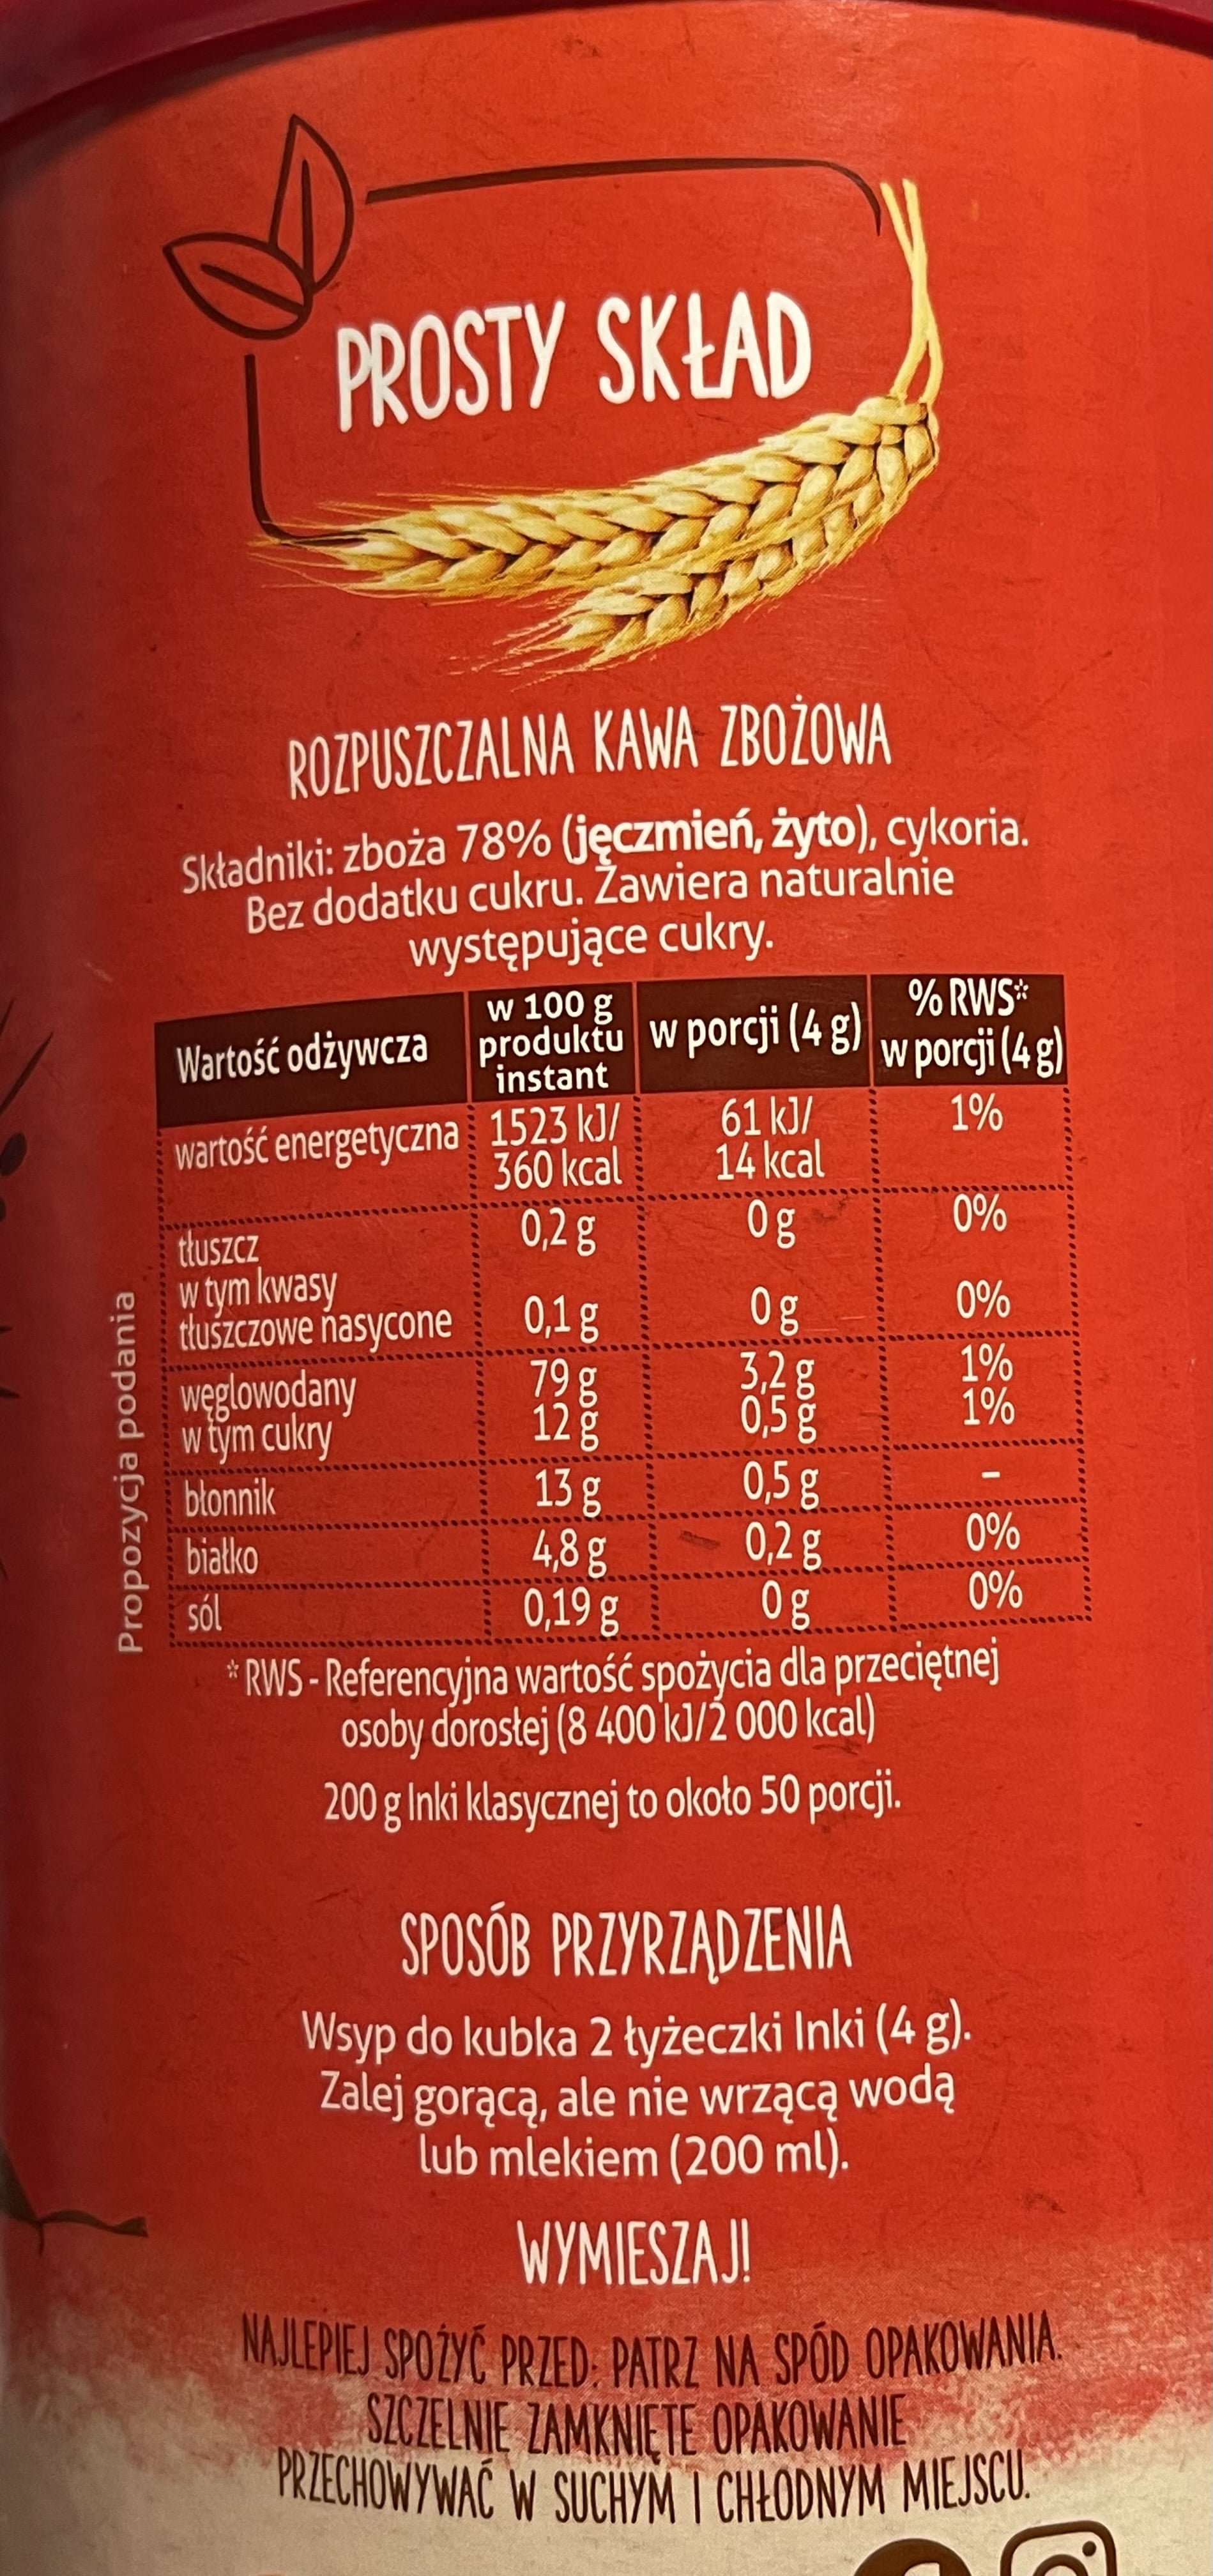 PROSTY SKŁAD
ROZPUSZCZALNA KAWA ZBOŻOWA
Składniki: zboża 78% (jęczmień, żyto), cykoria.
Bez dodatku cukru. Zawiera naturalnie
występujące cukry.
Wartość odżywcza w 100 g produktu instant w porcji (4 g) % RWS* w porcji (4 g)
wartość energetyczna 1523 kJ/ 61 kJ/ 1%
360 kcal 14 kcal
tłuszcz 0,2 g 0 g 0%
w tym kwasy
tłuszczowe nasycone 0,1 g 0 g 0%
węglowodany 79 g 3,2 g 1%
w tym cukry 12 g 0,5 g 1%
błonnik 13 g 0,5 g –
białko 4,8 g 0,2 g 0%
sól 0,19 g 0 g 0%
Propozycja podania
* RWS - Referencyjna wartość spożycia dla przeciętnej
osoby dorosłej (8 400 kJ/2 000 kcal)
200 g Inki klasycznej to około 50 porcji.
SPOSÓB PRZYRZĄDZENIA
Wsyp do kubka 2 łyżeczki Inki (4 g).
Zalej gorącą, ale nie wrzącą wodą
lub mlekiem (200 ml).
WYMIESZAJ!
NAJLEPIEJ SPOŻYĆ PRZED: PATRZ NA SPÓD OPAKOWANIA.
SZCZELNIE ZAMKNIĘTE OPAKOWANIE
PRZECHOWYWAĆ W SUCHYM I CHŁODNYM MIEJSCU.